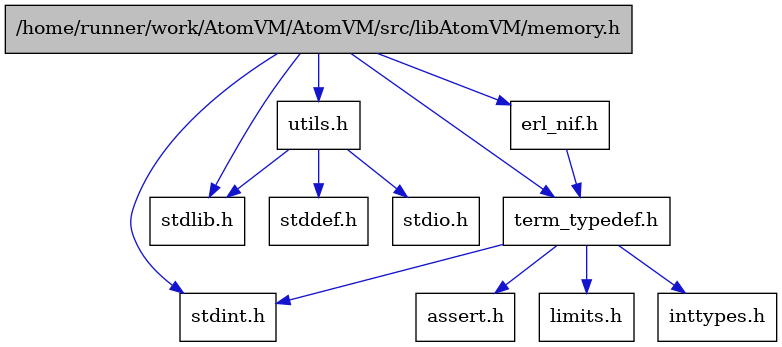 /home/runner/work/AtomVM/AtomVM/src/libAtomVM/memory.h
utils.h
erl_nif.h
stdlib.h
stddef.h
stdio.h
term_typedef.h
stdint.h
assert.h
limits.h
inttypes.h